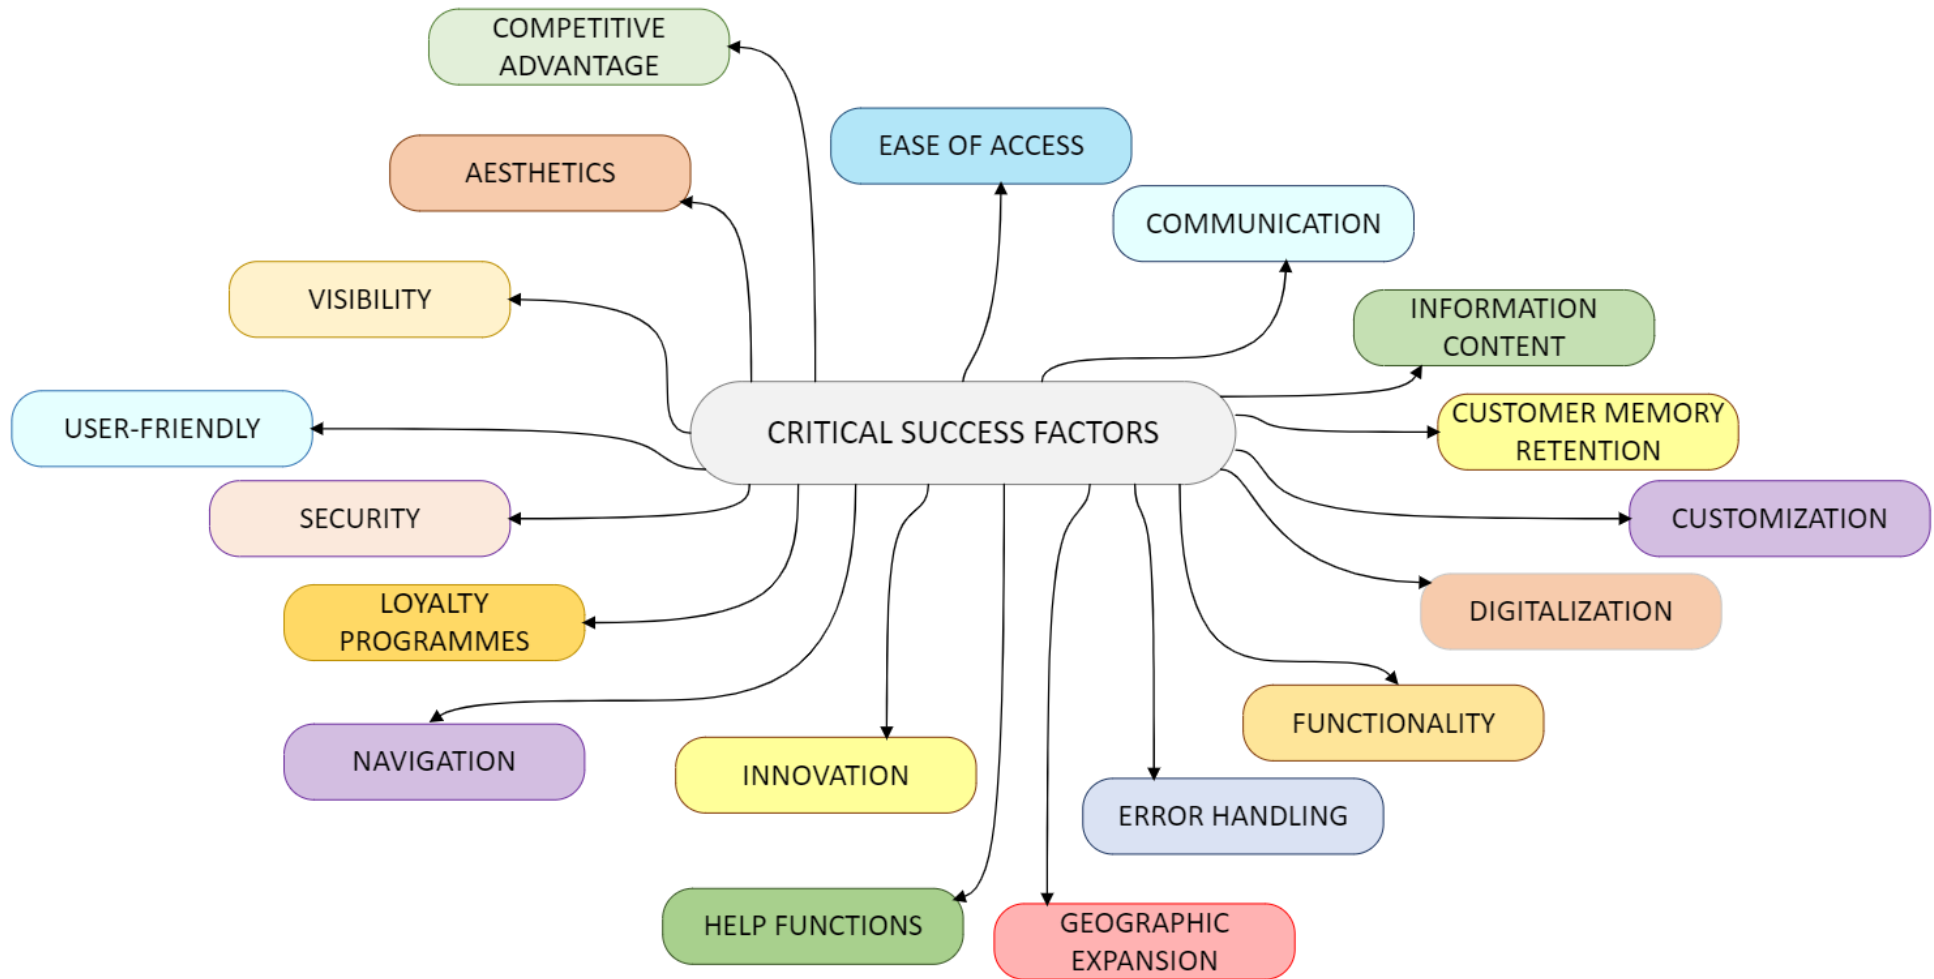 COMPETITIVE
ADVANTAGE
EASE OF ACCESS
AESTHETICS
COMMUNICATION
VISIBILITY
INFORMATION
CONTENT
USER-FRIENDLY
CRITICAL SUCCESS FACTORS
CUSTOMER MEMORY
RETENTION
SECURITY
CUSTOMIZATION
LOYALTY
PROGRAMMES
DIGITALIZATION
NAVIGATION
INNOVATION
FUNCTIONALITY
ERROR HANDLING
HELP FUNCTIONS
GEOGRAPHIC
EXPANSION